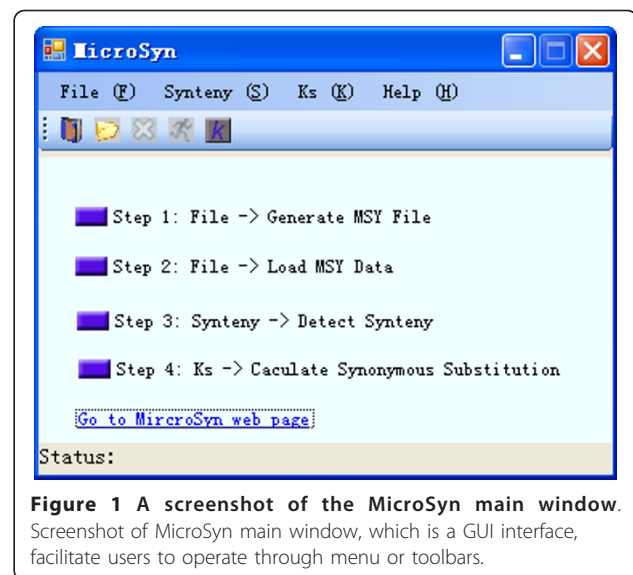 MicroSyn
File (F) Synteny (S) Ks (K) Help (H)
k
Step 1: File -> Generate MSY File
Step 2: File -> Load MSY Data
Step 3: Synteny -> Detect Synteny
Step 4: Ks -> Caculate Synonymous Substitution
Go to MircroSyn web page
Status:
Figure 1 A screenshot of the MicroSyn main window.
Screenshot of MicroSyn main window, which is a GUI interface,
facilitate users to operate through menu or toolbars.